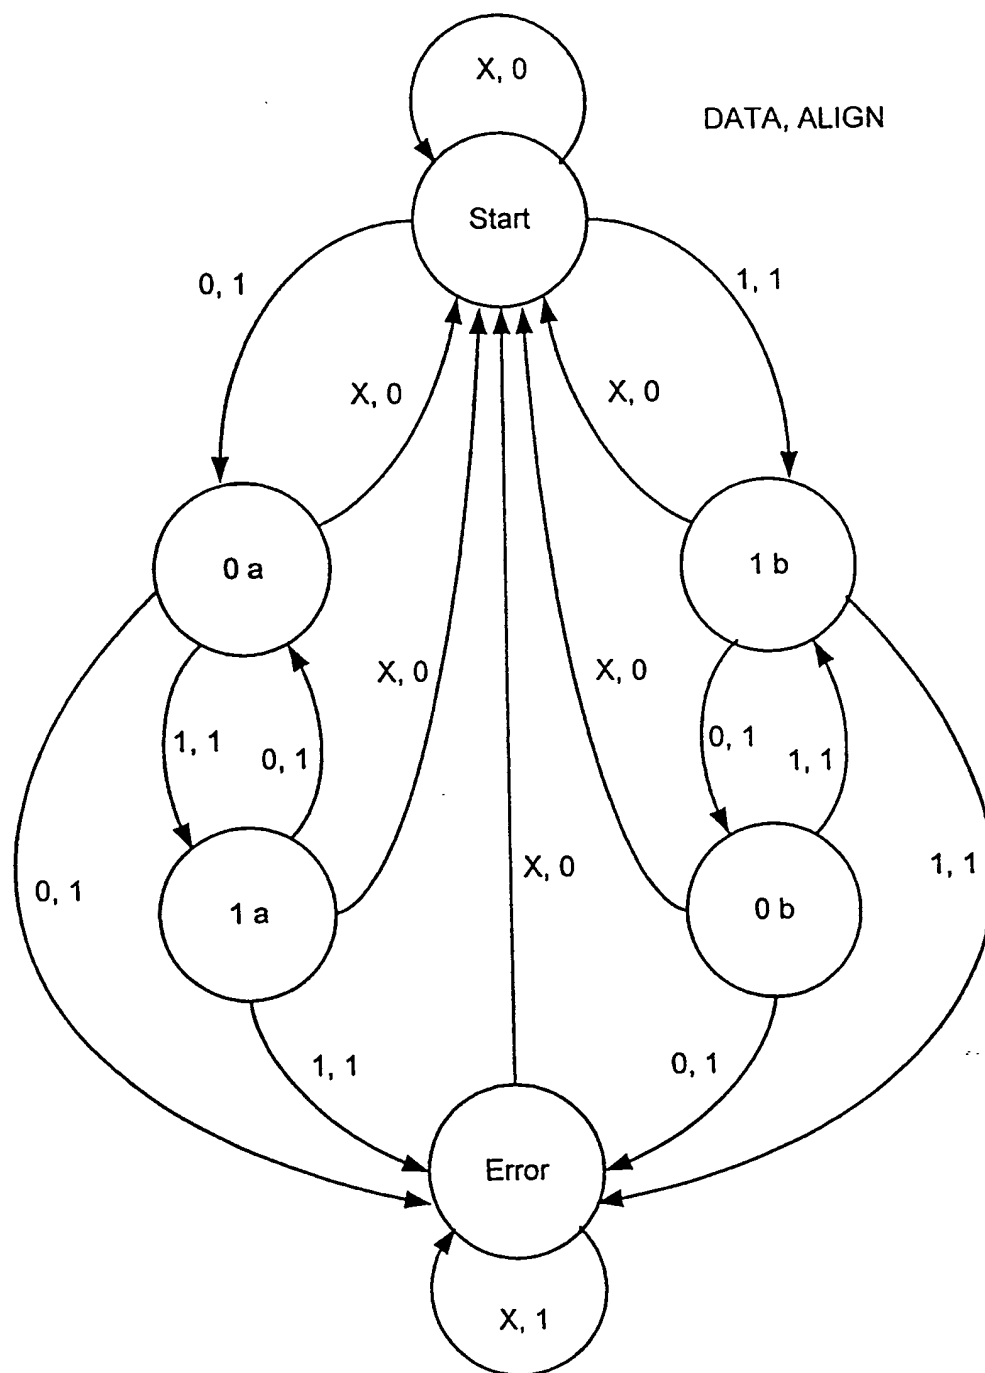 X, 0
DATA, ALIGN
Start
0, 1
1, 1
X, 0
X, 0
0 a
1 b
X, 0
X, 0
1, 1
0, 1
0, 1
1, 1
0, 1
X, 0
1, 1
1 a
0 b
1, 1
0, 1
Error
X, 1